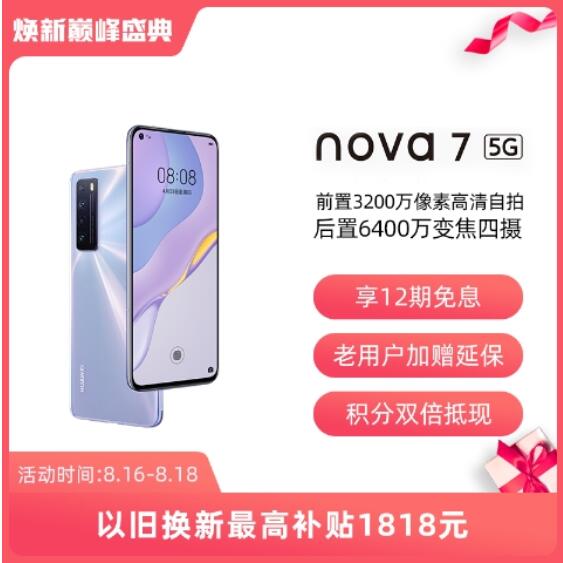 焕新巅峰盛典
nova 7 5G
前置3200万像素高清自拍
后置6400万变焦四摄
08:08
享12期免息
老用户加赠延保
积分双倍抵现
HUAWEI
活动时间:8.16-8.18
以旧换新最高补贴1818元